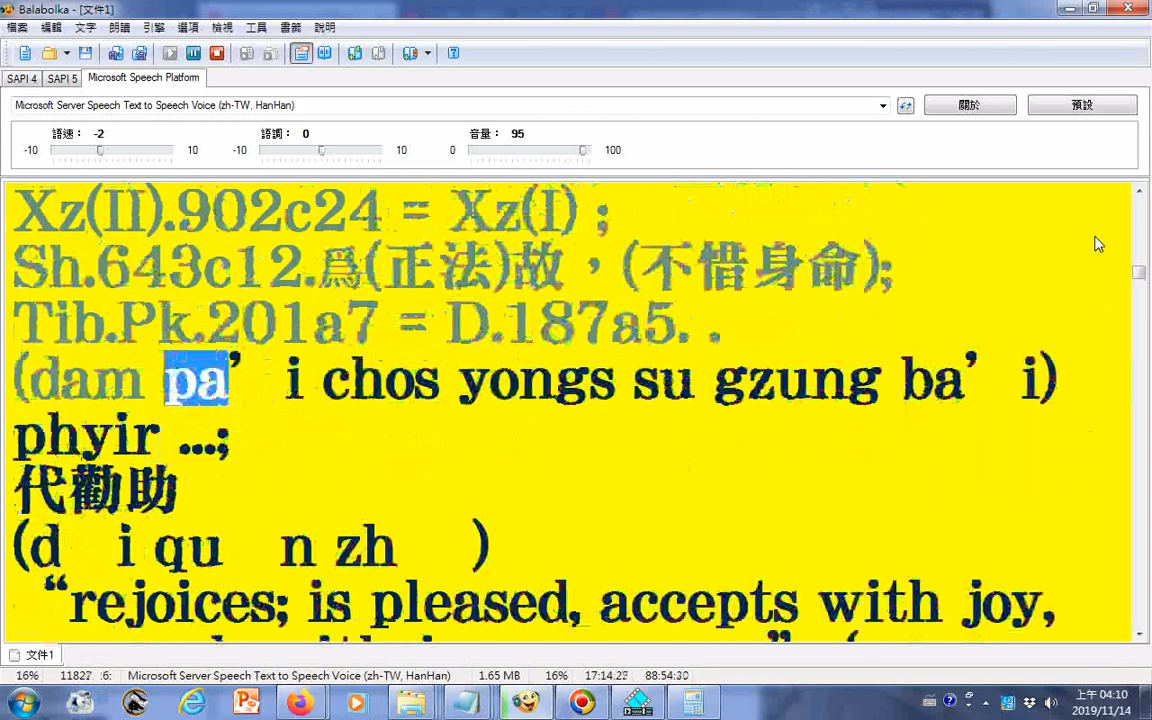 Balabolka - [文件1]
檔案 編輯 文字 朗讀 引擎 選項 檢視 工具 書籤 說明
SAPI 4 SAPI 5 Microsoft Speech Platform
Microsoft Server Speech Text to Speech Voice (zh-TW, HanHan) 關於 預設
語速： -2 語調： 0 音量： 95
-10 10 -10 10 0 100
Xz(II).902c24 = Xz(I) ;
Sh.643c12.爲(正法)故，(不惜身命);
Tib.Pk.201a7 = D.187a5. .
(dam pa’ i chos yongs su gzung ba’ i)
phyir ...;
代勸助
(d i qu n zh )
“rejoices; is pleased, accepts with joy,
文件1
16% 11827 :6: Microsoft Server Speech Text to Speech Voice (zh-TW, HanHan) 1.65 MB 16% 17:14:23 88:54:30
上午 04:10
2019/11/14